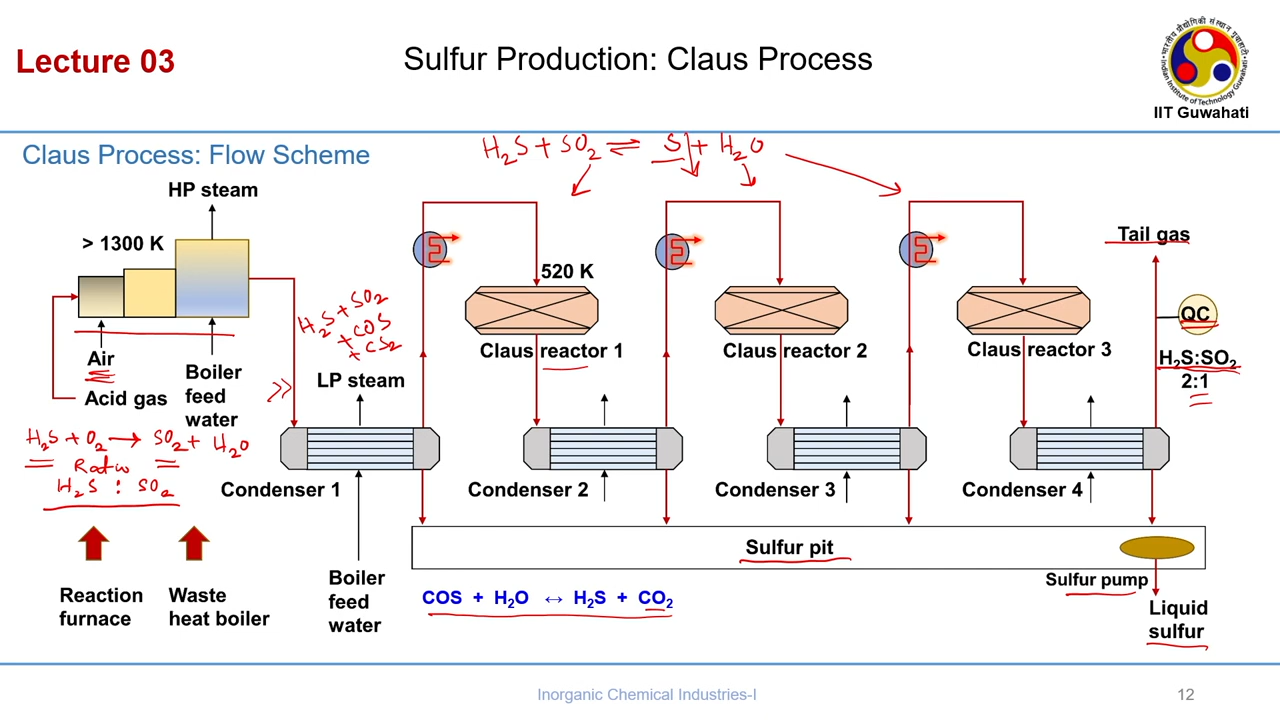 Lecture 03
Sulfur Production: Claus Process
IIT Guwahati
Claus Process: Flow Scheme
H₂S + SO₂ ⇌ S + H₂O
HP steam
> 1300 K
Air
Acid gas
Boiler
feed
water
H₂S + O₂ → SO₂ + H₂O
Ratio
H₂S : SO₂
Reaction
furnace
Waste
heat boiler
H₂S + SO₂
+ COS
+ CS₂
LP steam
Condenser 1
Boiler
feed
water
520 K
Claus reactor 1
Condenser 2
Claus reactor 2
Condenser 3
Claus reactor 3
Condenser 4
Tail gas
QC
H₂S:SO₂
2:1
Sulfur pit
Sulfur pump
Liquid
sulfur
COS + H₂O ↔ H₂S + CO₂
Inorganic Chemical Industries-I
12